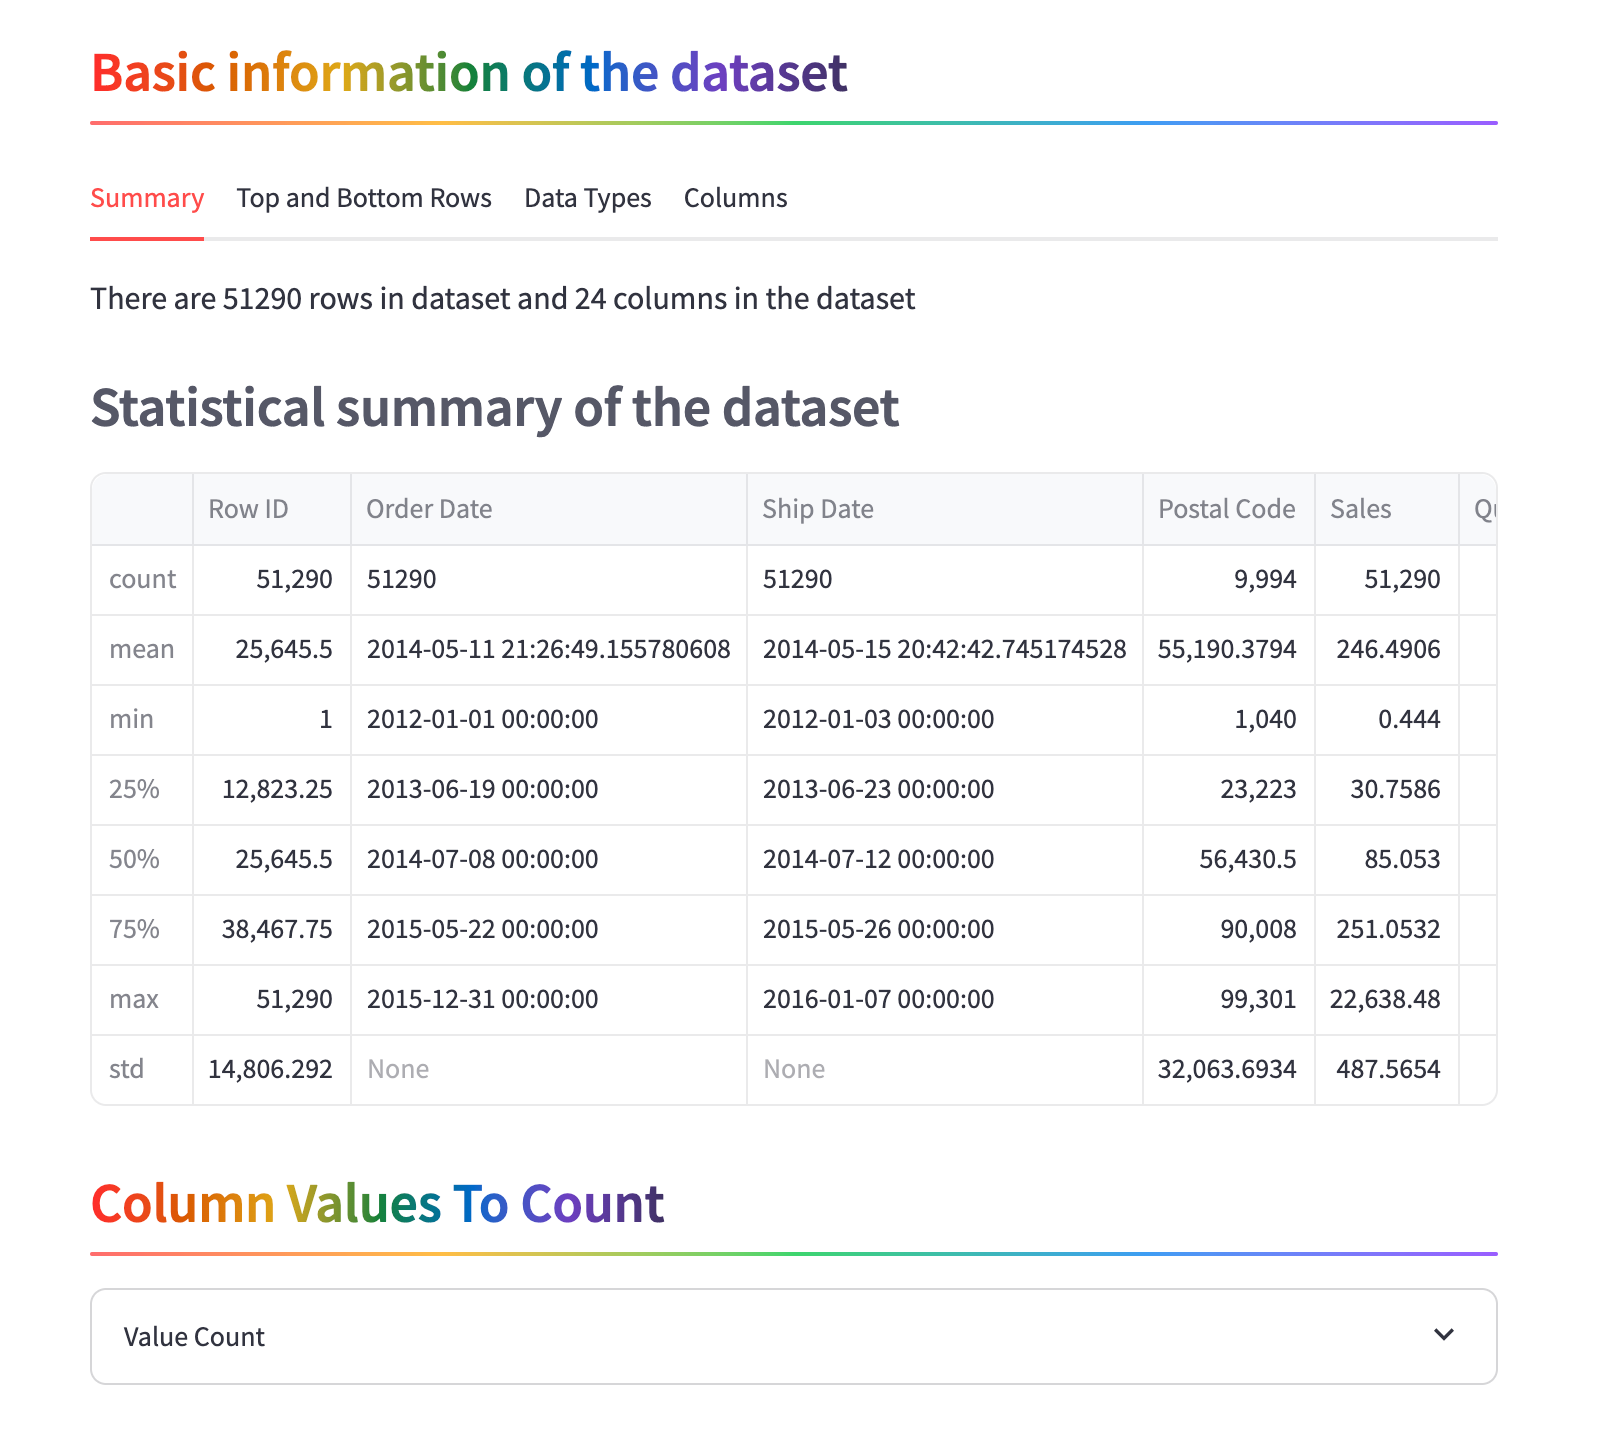 Basic information of the dataset
Summary Top and Bottom Rows Data Types Columns
There are 51290 rows in dataset and 24 columns in the dataset
Statistical summary of the dataset
Row ID Order Date Ship Date Postal Code Sales
count 51,290 51290 51290 9,994 51,290
mean 25,645.5 2014-05-11 21:26:49.155780608 2014-05-15 20:42:42.745174528 55,190.3794 246.4906
min 1 2012-01-01 00:00:00 2012-01-03 00:00:00 1,040 0.444
25% 12,823.25 2013-06-19 00:00:00 2013-06-23 00:00:00 23,223 30.7586
50% 25,645.5 2014-07-08 00:00:00 2014-07-12 00:00:00 56,430.5 85.053
75% 38,467.75 2015-05-22 00:00:00 2015-05-26 00:00:00 90,008 251.0532
max 51,290 2015-12-31 00:00:00 2016-01-07 00:00:00 99,301 22,638.48
std 14,806.292 None None 32,063.6934 487.5654
Column Values To Count
Value Count